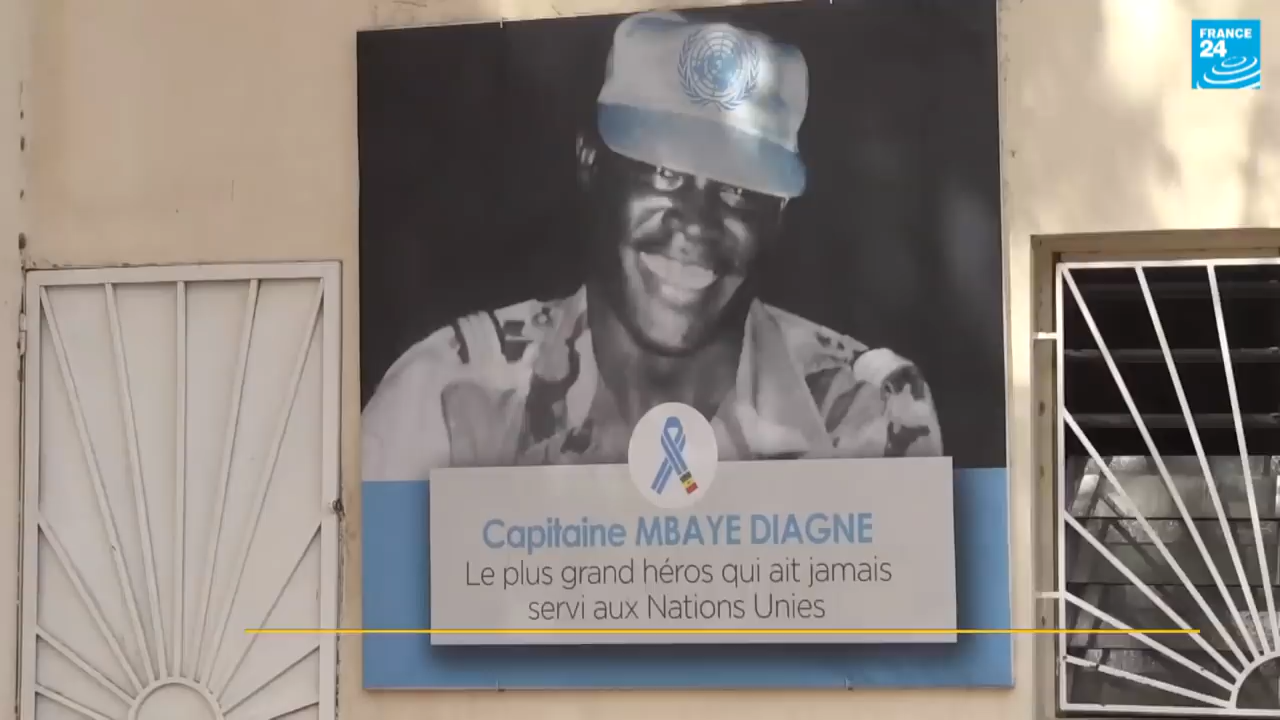 FRANCE
24
Capitaine MBAYE DIAGNE
Le plus grand héros qui ait jamais
servi aux Nations Unies